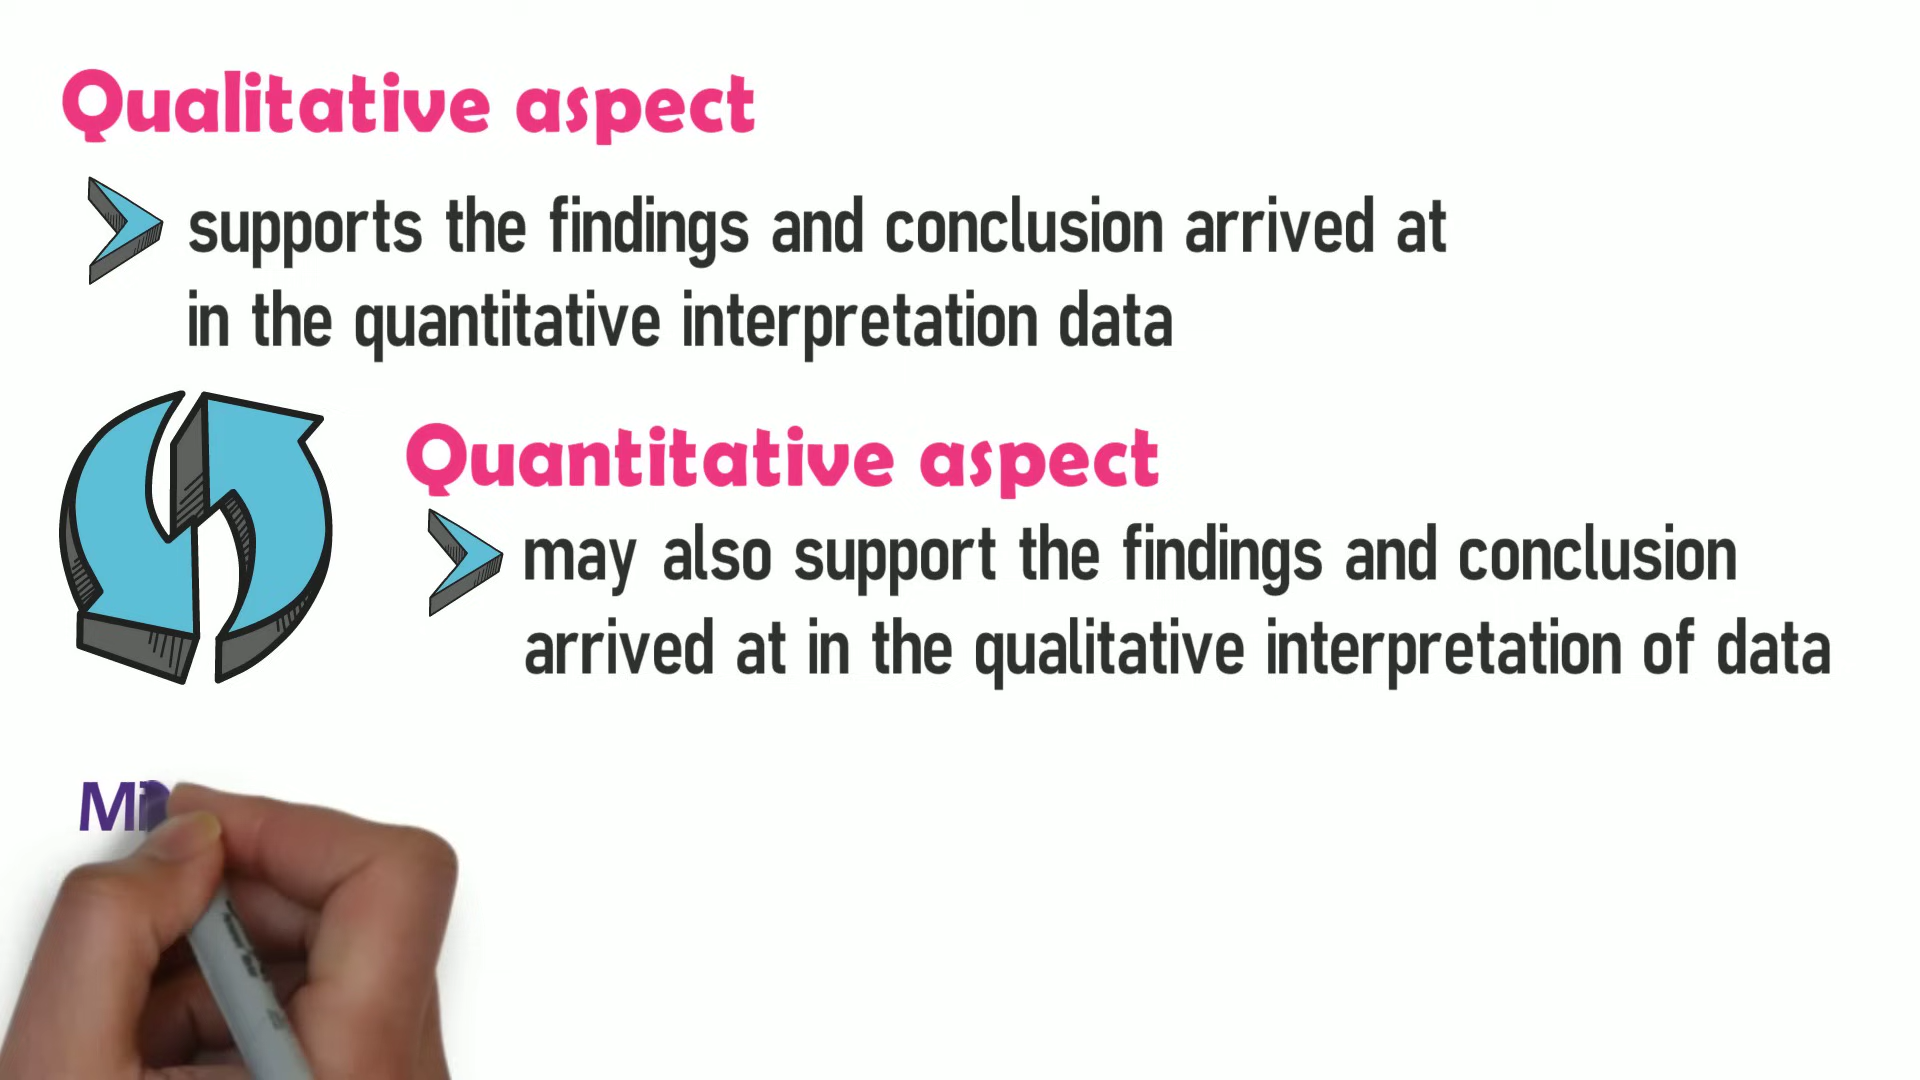 Qualitative aspect
supports the findings and conclusion arrived at
in the quantitative interpretation data
Quantitative aspect
may also support the findings and conclusion
arrived at in the qualitative interpretation of data